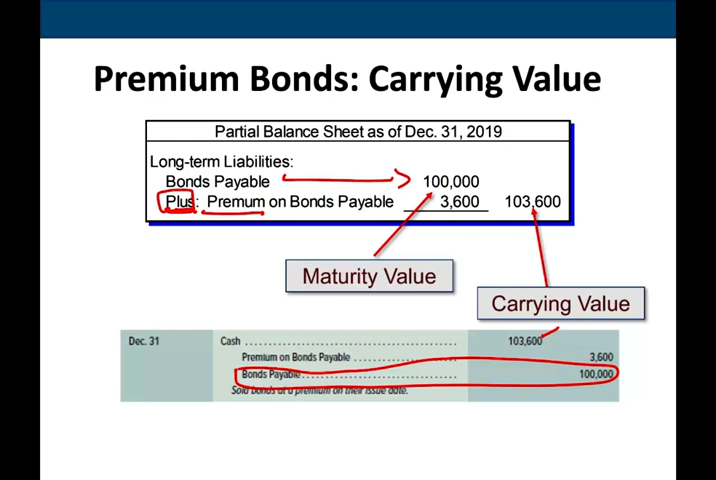 Premium Bonds: Carrying Value
Partial Balance Sheet as of Dec. 31, 2019
Long-term Liabilities:
Bonds Payable 100,000
Plus: Premum on Bonds Payable 3,600 103,600
Maturity Value
Carrying Value
Dec. 31 Cash ........................................ 103,600
Premium on Bonds Payable .................... 3,600
Bonds Payable.............................. 100,000
Sold bonds at a premium on their issue date.